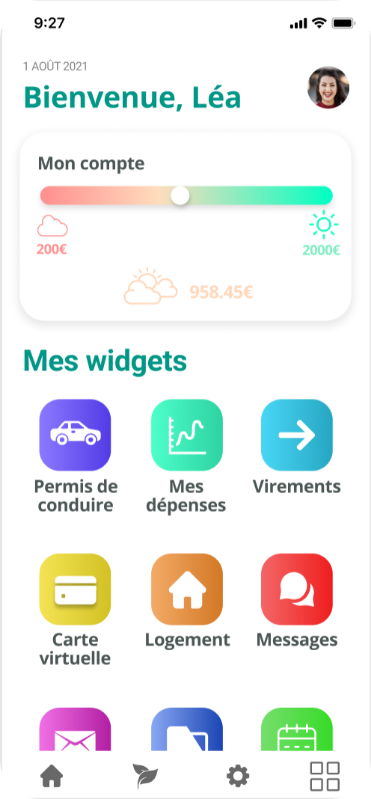 9:27
1 AOÛT 2021
Bienvenue, Léa
Mon compte
200€
2000€
958.45€
Mes widgets
Permis de
conduire
Mes
dépenses
Virements
Carte
virtuelle
Logement
Messages